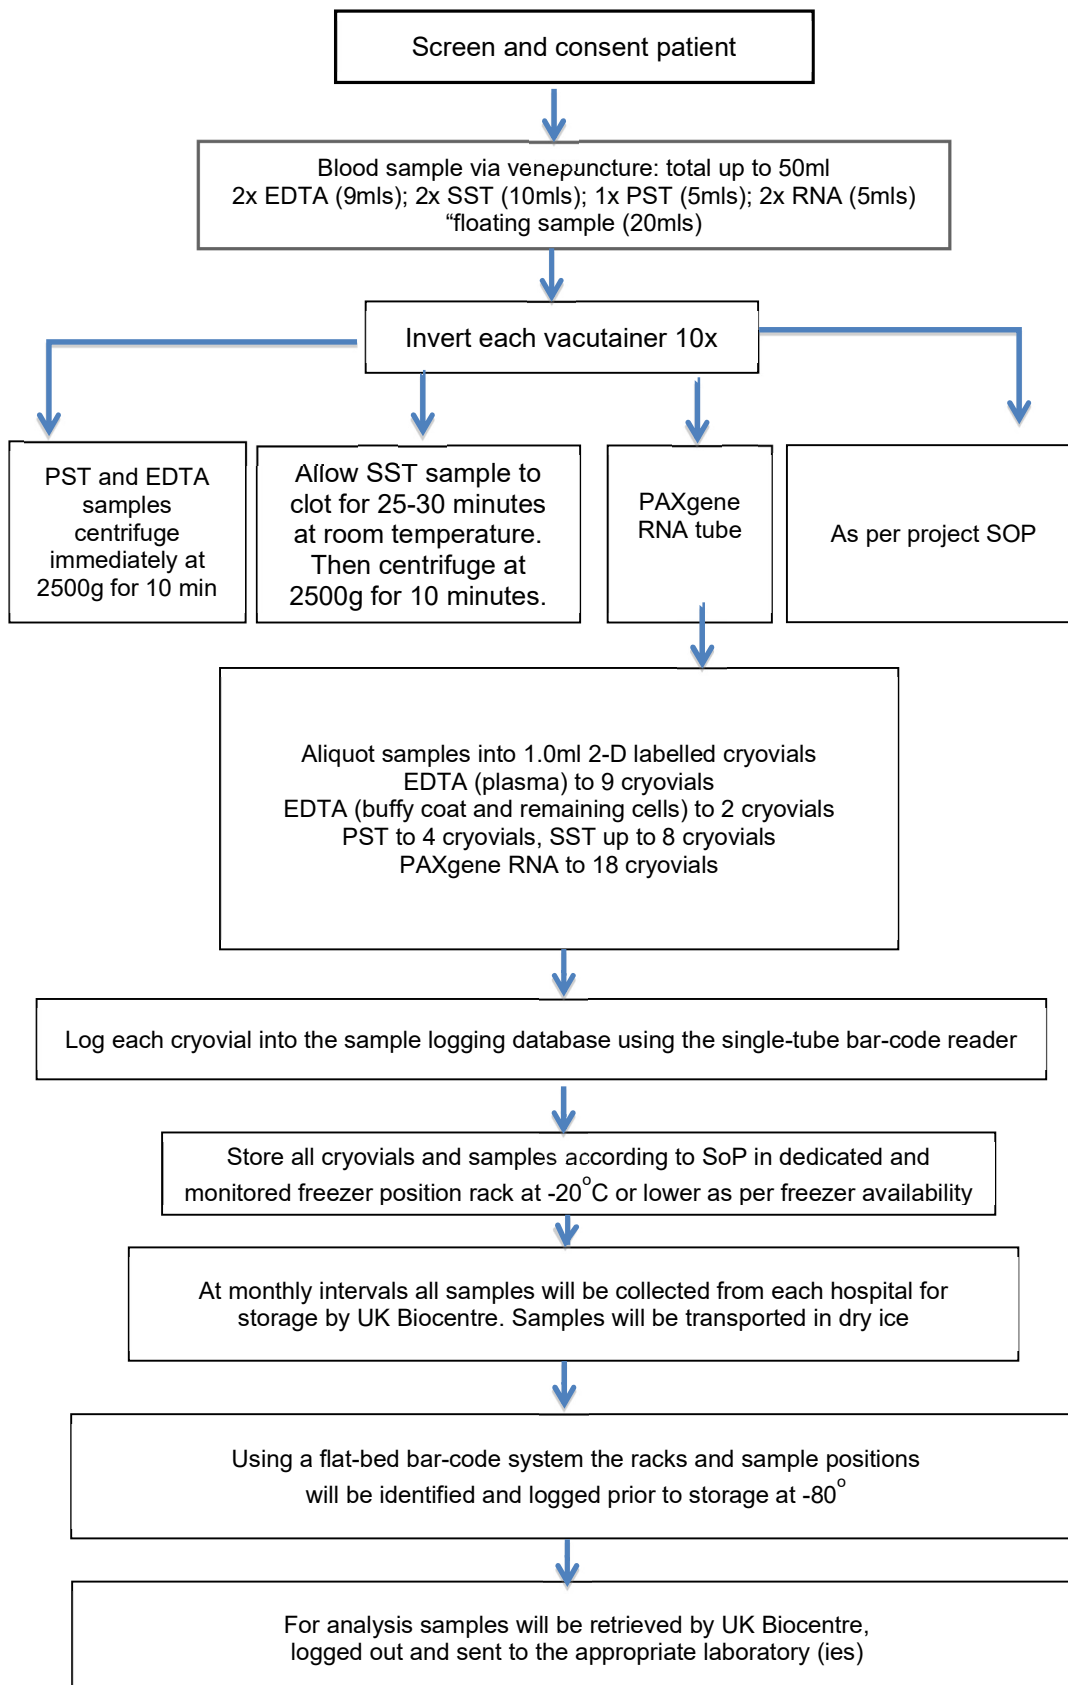 Screen and consent patient
Blood sample via venepuncture: total up to 50ml
2x EDTA (9mls); 2x SST (10mls); 1x PST (5mls); 2x RNA (5mls)
“floating sample (20mls)
Invert each vacutainer 10x
PST and EDTA
samples
centrifuge
immediately at
2500g for 10 min
Allow SST sample to
clot for 25-30 minutes
at room temperature.
Then centrifuge at
2500g for 10 minutes.
PAXgene
RNA tube
As per project SOP
Aliquot samples into 1.0ml 2-D labelled cryovials
EDTA (plasma) to 9 cryovials
EDTA (buffy coat and remaining cells) to 2 cryovials
PST to 4 cryovials, SST up to 8 cryovials
PAXgene RNA to 18 cryovials
Log each cryovial into the sample logging database using the single-tube bar-code reader
Store all cryovials and samples according to SoP in dedicated and
monitored freezer position rack at -20°C or lower as per freezer availability
At monthly intervals all samples will be collected from each hospital for
storage by UK Biocentre. Samples will be transported in dry ice
Using a flat-bed bar-code system the racks and sample positions
will be identified and logged prior to storage at -80°
For analysis samples will be retrieved by UK Biocentre,
logged out and sent to the appropriate laboratory (ies)